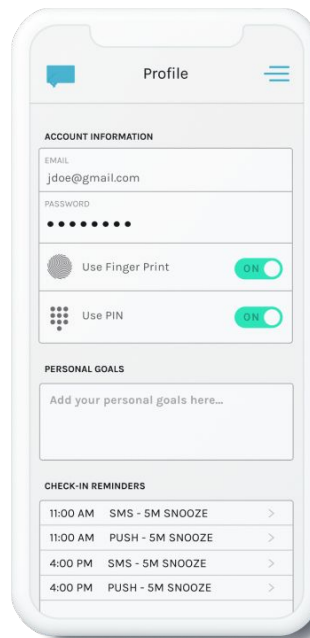 Profile
ACCOUNT INFORMATION
EMAIL
jdoe@gmail.com
PASSWORD
••••••••
Use Finger Print ON
Use PIN ON
PERSONAL GOALS
Add your personal goals here...
CHECK-IN REMINDERS
11:00 AM SMS - 5M SNOOZE
11:00 AM PUSH - 5M SNOOZE
4:00 PM SMS - 5M SNOOZE
4:00 PM PUSH - 5M SNOOZE